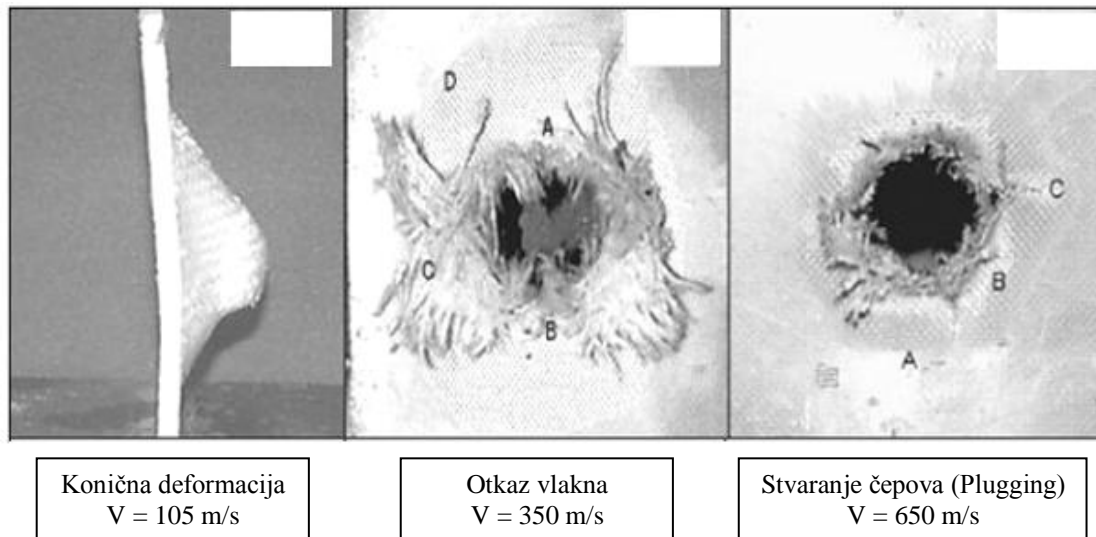 D
A
C
B
C
B
A
Konična deformacija
V = 105 m/s
Otkaz vlakna
V = 350 m/s
Stvaranje čepova (Plugging)
V = 650 m/s